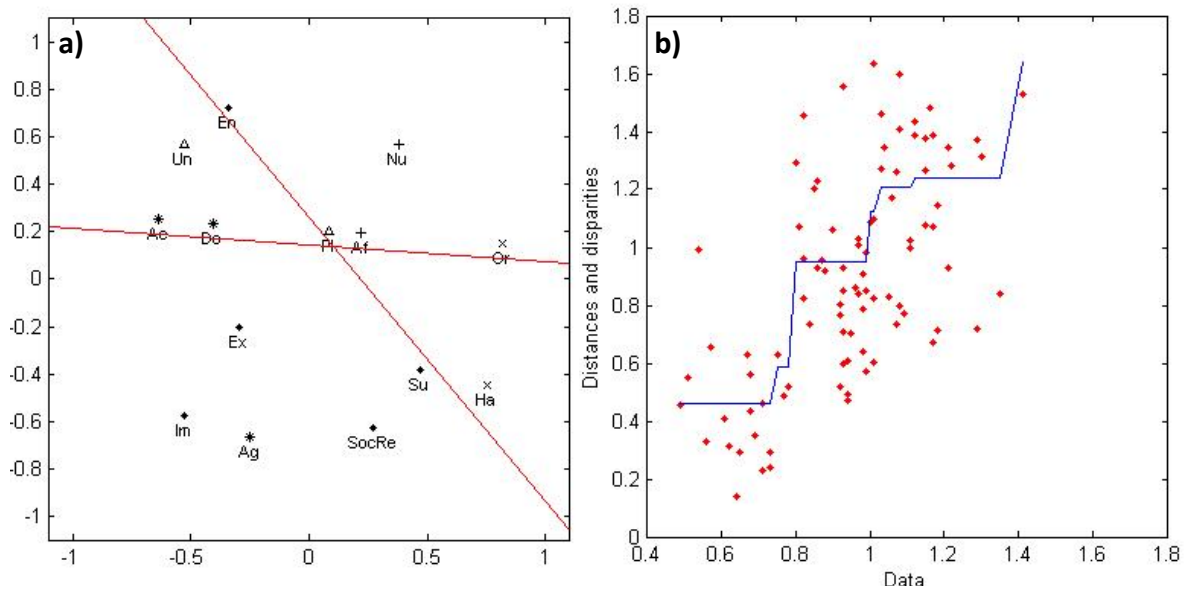 a)
1
0.8
0.6
0.4
0.2
0
-0.2
-0.4
-0.6
-0.8
-1
-1
-0.5
0
0.5
1
En
Un
Nu
Ac
Do
Pl
Af
Or
Ex
Su
Ha
Im
Ag
SocRe
b)
Distances and disparities
1.8
1.6
1.4
1.2
1
0.8
0.6
0.4
0.2
0
0.4
0.6
0.8
1
1.2
1.4
1.6
1.8
Data